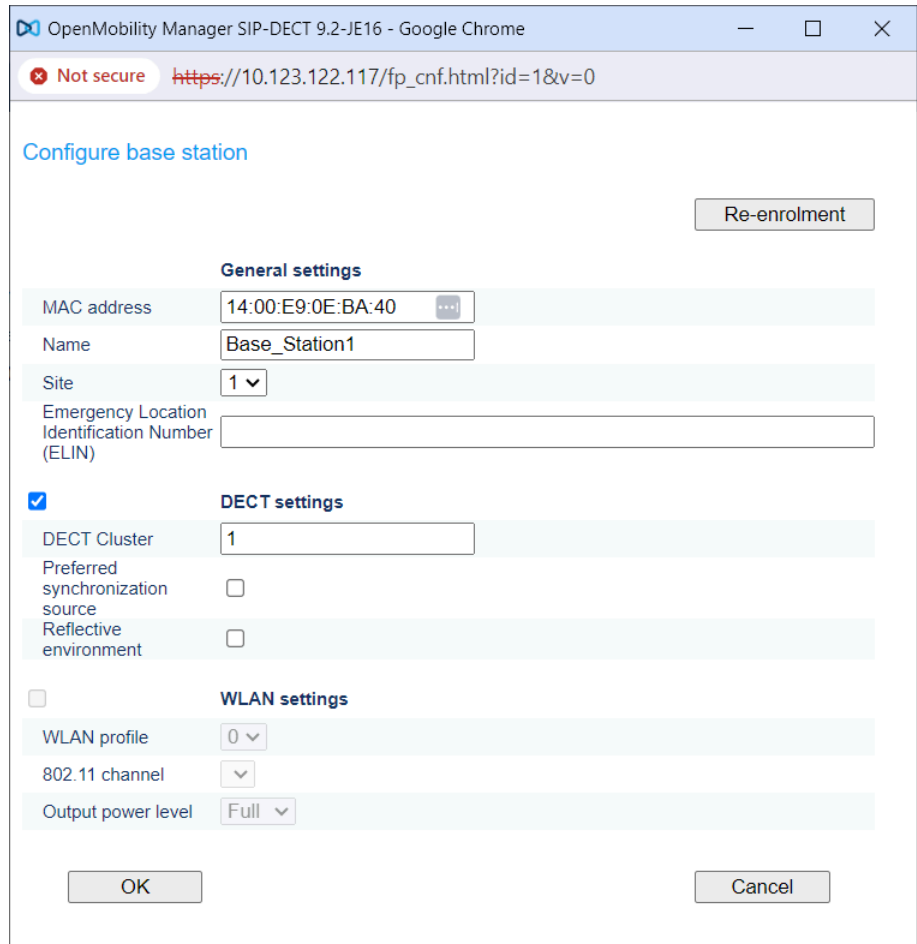 OpenMobility Manager SIP-DECT 9.2-JE16 - Google Chrome
Not secure https://10.123.122.117/fp_cnf.html?id=1&v=0
Configure base station
Re-enrolment
General settings
MAC address 14:00:E9:0E:BA:40
Name Base_Station1
Site 1
Emergency Location
Identification Number
(ELIN)
DECT settings
DECT Cluster 1
Preferred
synchronization
source
Reflective
environment
WLAN settings
WLAN profile 0
802.11 channel
Output power level Full
OK Cancel